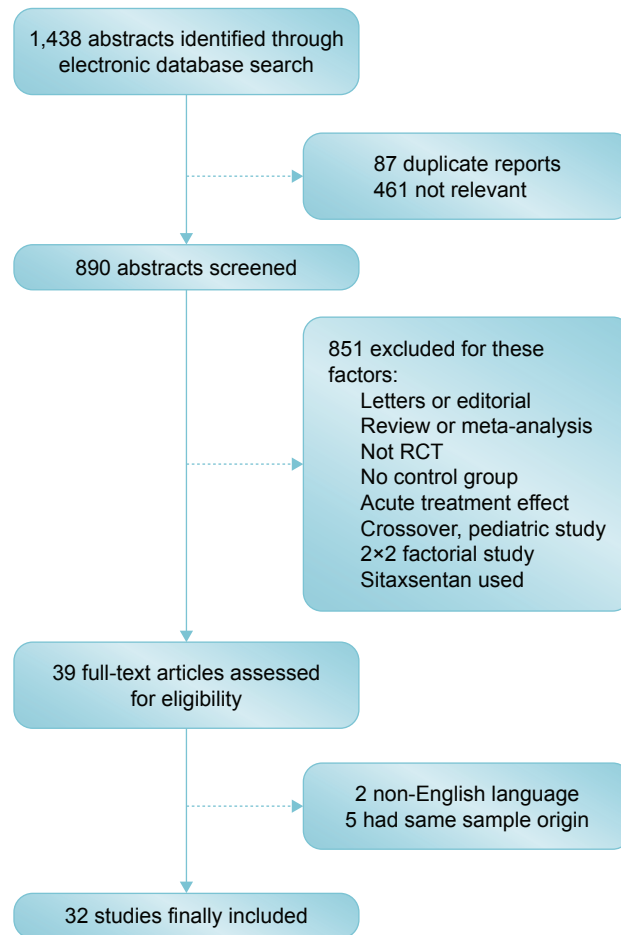 1,438 abstracts identified through
electronic database search
87 duplicate reports
461 not relevant
890 abstracts screened
851 excluded for these
factors:
Letters or editorial
Review or meta-analysis
Not RCT
No control group
Acute treatment effect
Crossover, pediatric study
2×2 factorial study
Sitaxsentan used
39 full-text articles assessed
for eligibility
2 non-English language
5 had same sample origin
32 studies finally included